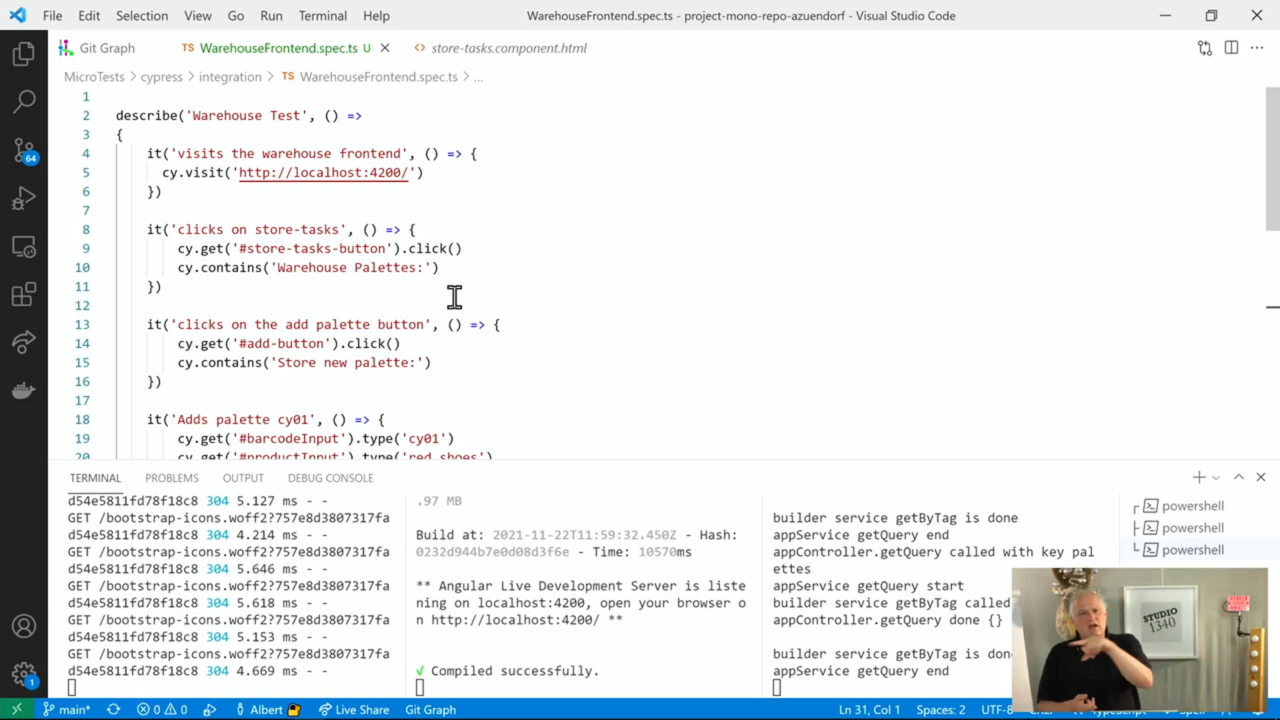 File Edit Selection View Go Run Terminal Help WarehouseFrontend.spec.ts - project-mono-repo-azuendorf - Visual Studio Code
Git Graph TS WarehouseFrontend.spec.ts U store-tasks.component.html
MicroTests > cypress > integration > TS WarehouseFrontend.spec.ts > ...
1
2 describe('Warehouse Test', () =>
3 {
4 it('visits the warehouse frontend', () => {
5 cy.visit('http://localhost:4200/')
6 })
7
8 it('clicks on store-tasks', () => {
9 cy.get('#store-tasks-button').click()
10 cy.contains('Warehouse Palettes:')
11 })
12
13 it('clicks on the add palette button', () => {
14 cy.get('#add-button').click()
15 cy.contains('Store new palette:')
16 })
17
18 it('Adds palette cy01', () => {
19 cy.get('#barcodeInput').type('cy01')
20 cy.get('#productInput').type('red shoes')
64
1
TERMINAL PROBLEMS OUTPUT DEBUG CONSOLE
d54e5811fd78f18c8 304 5.127 ms - -
GET /bootstrap-icons.woff2?757e8d3807317fa
d54e5811fd78f18c8 304 4.214 ms - -
GET /bootstrap-icons.woff2?757e8d3807317fa
d54e5811fd78f18c8 304 5.646 ms - -
GET /bootstrap-icons.woff2?757e8d3807317fa
d54e5811fd78f18c8 304 5.618 ms - -
GET /bootstrap-icons.woff2?757e8d3807317fa
d54e5811fd78f18c8 304 5.153 ms - -
GET /bootstrap-icons.woff2?757e8d3807317fa
d54e5811fd78f18c8 304 4.669 ms - -
.97 MB
Build at: 2021-11-22T11:59:32.450Z - Hash:
0232d944b7e0d08d3f6e - Time: 10570ms
** Angular Live Development Server is liste
ning on localhost:4200, open your browser o
n http://localhost:4200/ **
√ Compiled successfully.
builder service getByTag is done
appService getQuery end
appController.getQuery called with key pal
ettes
appService getQuery start
builder service getByTag called
appController.getQuery done {}
builder service getByTag is done
appService getQuery end
powershell
powershell
powershell
STUDIO
1340
main* 0 0 Albert Live Share Git Graph Ln 31, Col 1 Spaces: 2 UTF-8